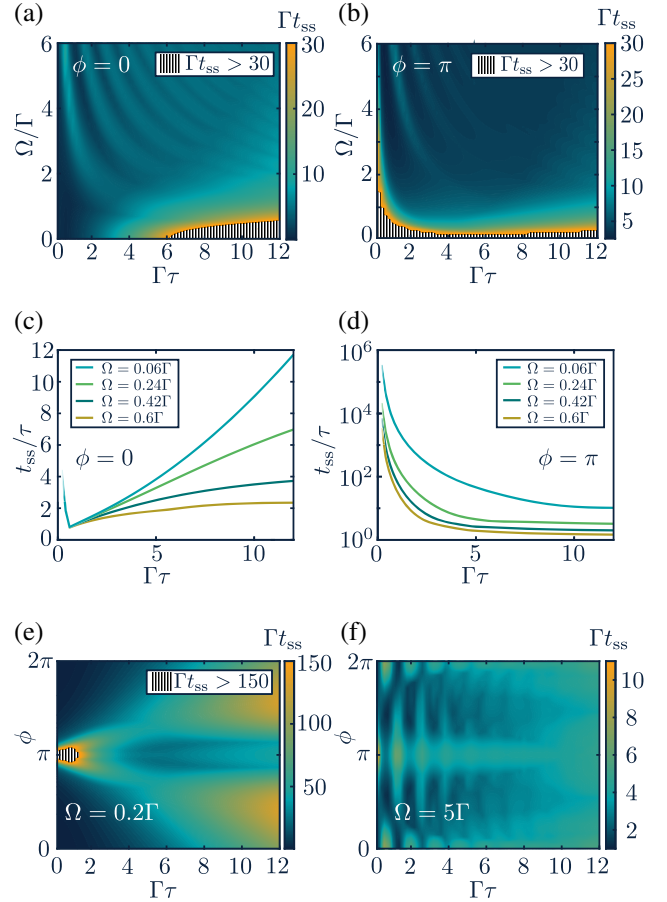 (a)
Γt_ss
(b)
Γt_ss
6
4
2
0
Ω/Γ
ϕ = 0
Γt_ss > 30
30
20
10
0 2 4 6 8 10 12
Γτ
6
4
2
0
Ω/Γ
ϕ = π
Γt_ss > 30
30
25
20
15
10
5
0 2 4 6 8 10 12
Γτ
(c)
(d)
12
10
8
6
4
2
0
t_ss/τ
Ω = 0.06Γ
Ω = 0.24Γ
Ω = 0.42Γ
Ω = 0.6Γ
ϕ = 0
0 5 10
Γτ
10^6
10^4
10^2
10^0
t_ss/τ
Ω = 0.06Γ
Ω = 0.24Γ
Ω = 0.42Γ
Ω = 0.6Γ
ϕ = π
0 5 10
Γτ
(e)
Γt_ss
(f)
Γt_ss
2π
π
0
ϕ
Γt_ss > 150
Ω = 0.2Γ
150
100
50
0 2 4 6 8 10 12
Γτ
2π
π
0
ϕ
Ω = 5Γ
10
8
6
4
2
0 2 4 6 8 10 12
Γτ